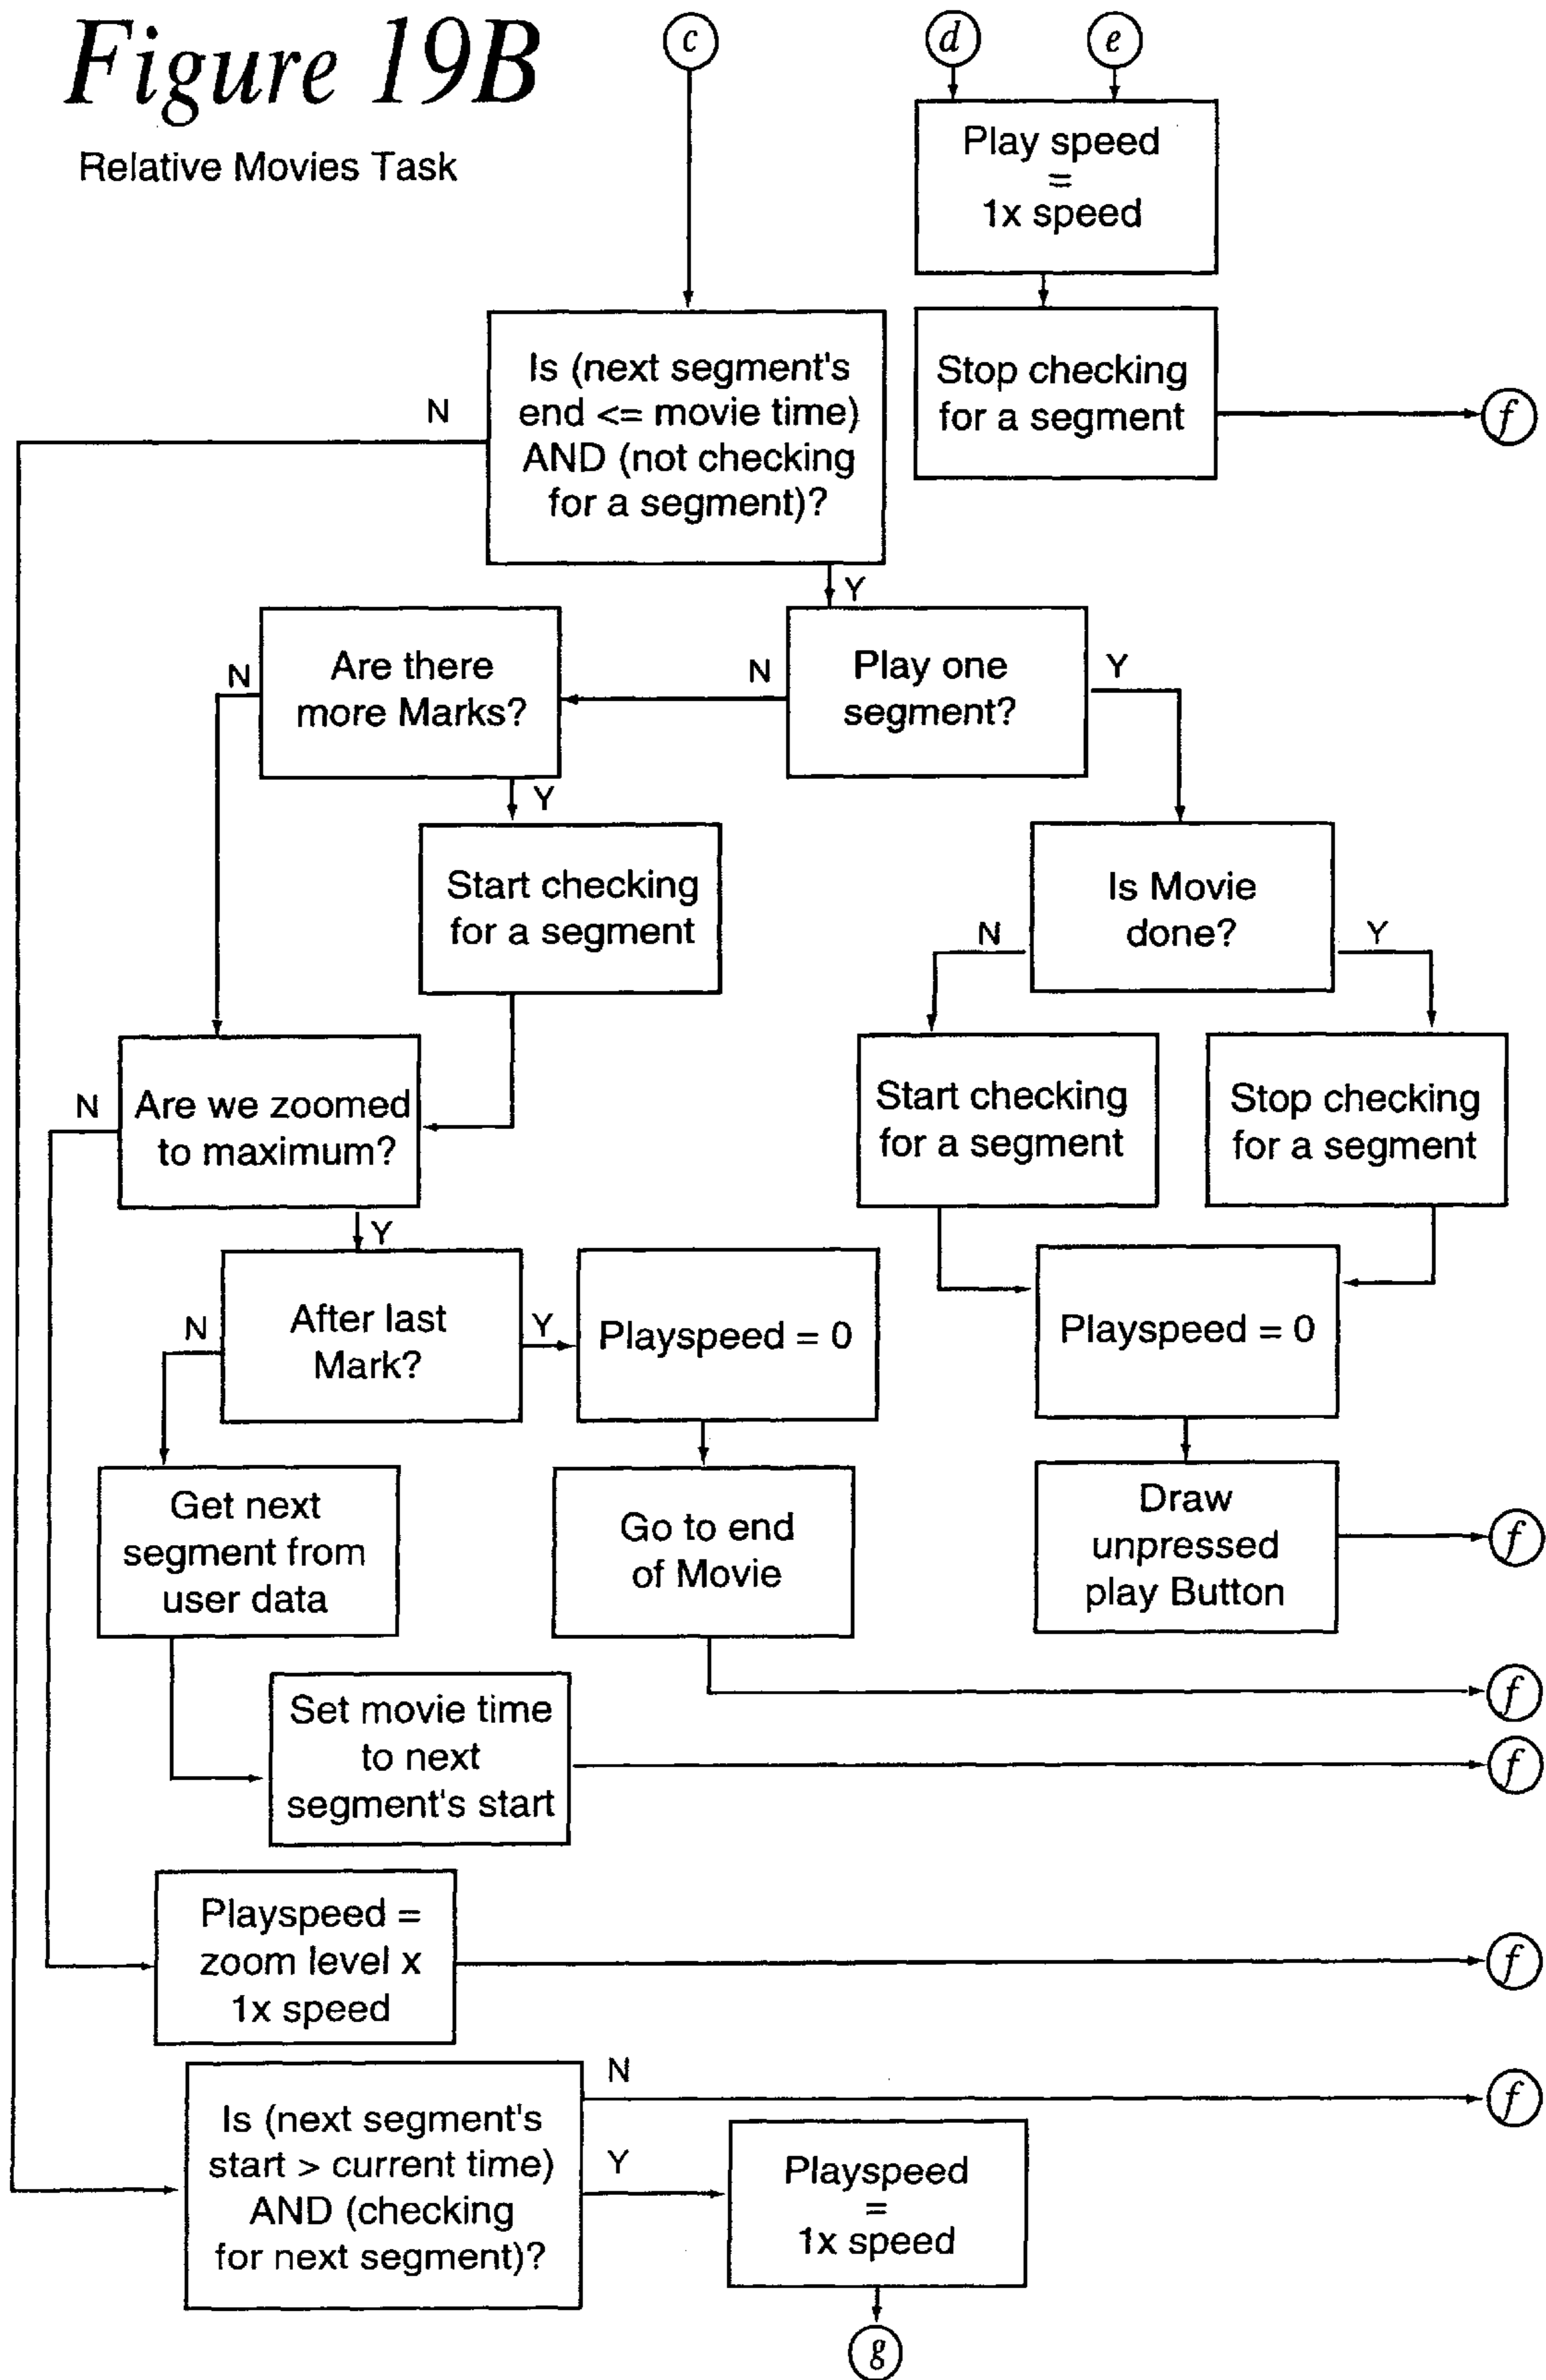 Figure 19B
Relative Movies Task
c
d
e
Play speed
=
1x speed
Is (next segment's
end <= movie time)
AND (not checking
for a segment)?
N
Y
Stop checking
for a segment
f
Are there
more Marks?
N
Y
N
Play one
segment?
Y
Start checking
for a segment
Is Movie
done?
N
Y
Are we zoomed
to maximum?
N
Y
Start checking
for a segment
Stop checking
for a segment
After last
Mark?
N
Y
Playspeed = 0
Playspeed = 0
Get next
segment from
user data
Go to end
of Movie
Draw
unpressed
play Button
f
f
Set movie time
to next
segment's start
f
Playspeed =
zoom level x
1x speed
f
Is (next segment's
start > current time)
AND (checking
for next segment)?
N
f
Y
Playspeed
=
1x speed
g